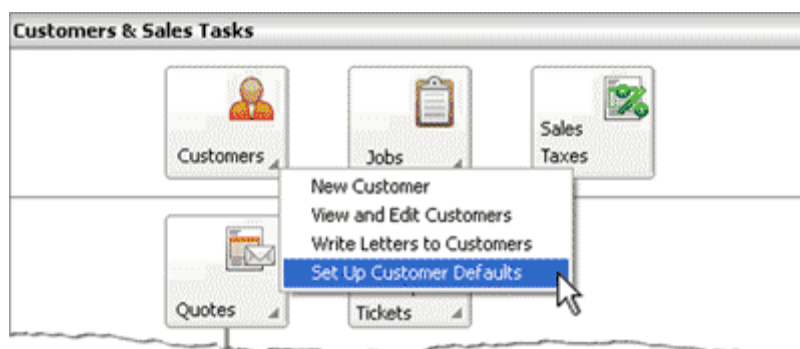 Customers & Sales Tasks
Customers
Jobs
Sales
Taxes
New Customer
View and Edit Customers
Write Letters to Customers
Set Up Customer Defaults
Quotes
Tickets